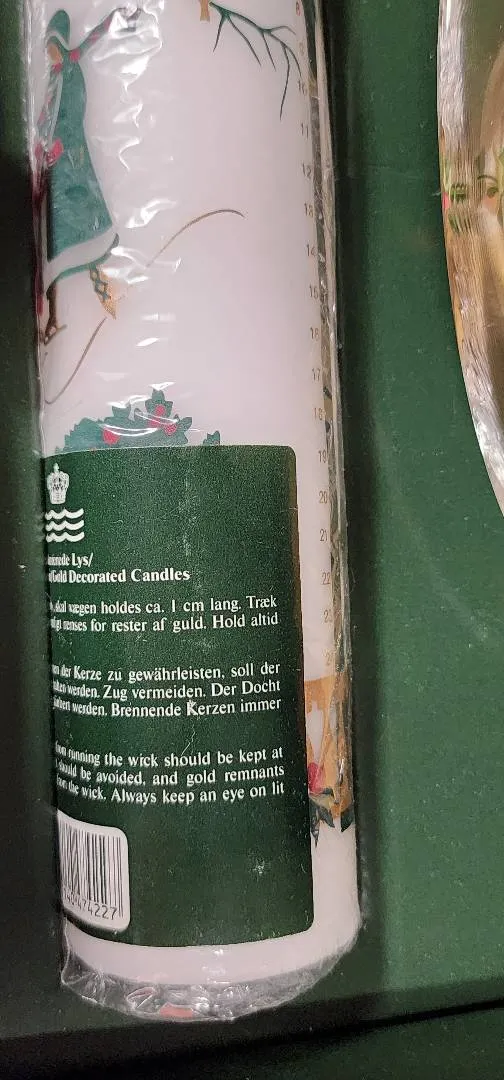 8
9
10
11
12
13
14
15
16
17
18
19
20
21
22
23
24
Lys/
Gold Decorated Candles
skal vægen holdes ca. 1 cm lang. Træk
renses for rester af guld. Hold altid
der Kerze zu gewährleisten, soll der
werden. Zug vermeiden. Der Docht
werden. Brennende Kerzen immer
running the wick should be kept at
should be avoided, and gold remnants
the wick. Always keep an eye on lit
474227